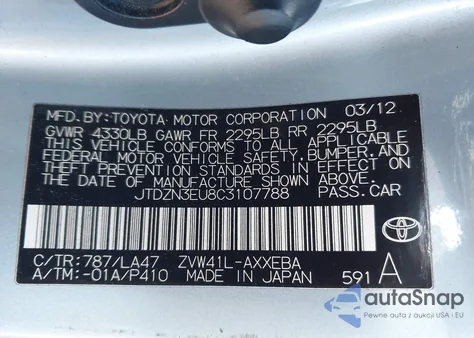 MFD.BY:TOYOTA MOTOR CORPORATION 03/12
GVWR 4330LB GAWR FR 2295LB RR 2295LB
THIS VEHICLE CONFORMS TO ALL APPLICABLE
FEDERAL MOTOR VEHICLE SAFETY,BUMPER,AND
THEFT PREVENTION STANDARDS IN EFFECT ON
THE DATE OF MANUFACTURE SHOWN ABOVE.
JTDZN3EU8C3107788 PASS.CAR
TOYOTA
C/TR:787/LA47 ZVW41L-AXXEBA
A/TM:-01A/P410 MADE IN JAPAN 591 A
autoSnap
Pewne auto z aukcji USA i EU